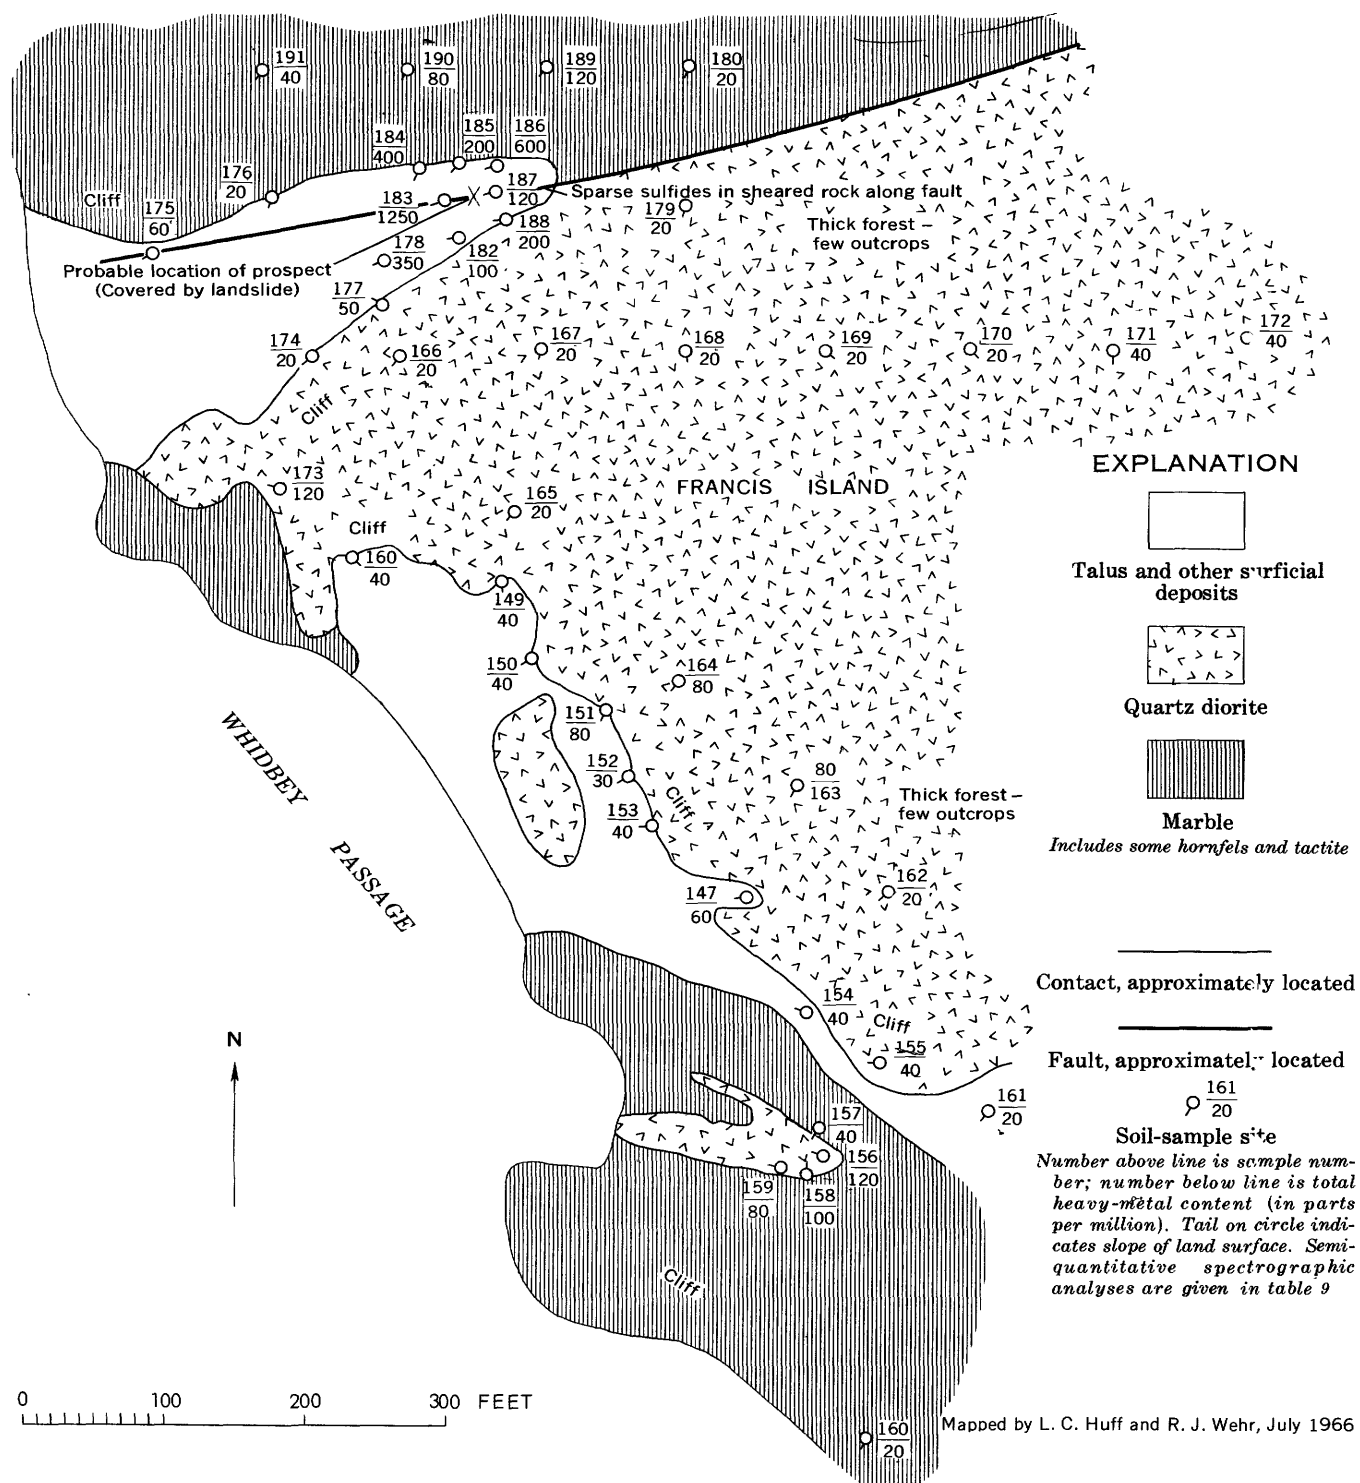 191
40
190
80
189
120
180
20
184
400
185
200
186
600
176
20
Cliff
175
60
183
1250
187
120
Sparse sulfides in sheared rock along fault
179
20
188
200
Thick forest–
few outcrops
178
350
182
100
Probable location of prospect
(Covered by landslide)
177
50
174
20
166
20
167
20
168
20
169
20
170
20
171
40
172
40
Cliff
173
120
165
20
FRANCIS ISLAND
Cliff
160
40
149
40
150
40
164
80
151
80
152
30
153
40
Cliff
80
163
Thick forest–
few outcrops
WHIDBEY
PASSAGE
162
20
147
60
154
40
Cliff
155
40
161
20
157
40
156
120
159
80
158
100
Cliff
160
20
N
0 100 200 300 FEET
EXPLANATION
Talus and other surficial
deposits
Quartz diorite
Marble
Includes some hornfels and tactite
Contact, approximately located
Fault, approximately located
161
20
Soil-sample site
Number above line is sample num-
ber; number below line is total
heavy-metal content (in parts
per million). Tail on circle indi-
cates slope of land surface. Semi-
quantitative spectrographic
analyses are given in table 9
Mapped by L. C. Huff and R. J. Wehr, July 1966